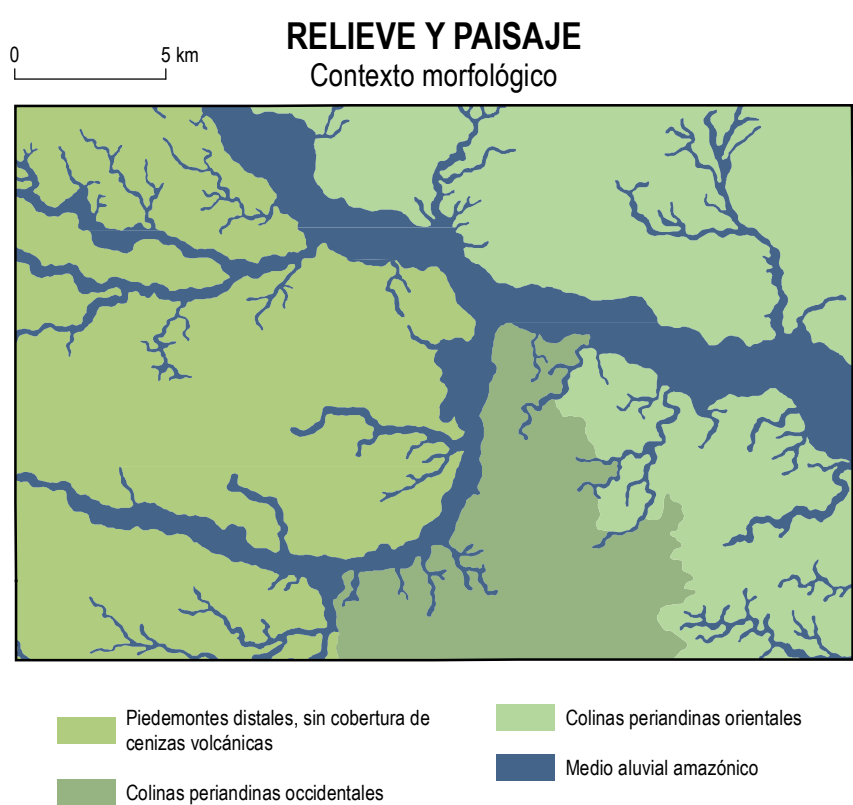 RELIEVE Y PAISAJE
Contexto morfológico
0 5 km
Piedemontes distales, sin cobertura de
cenizas volcánicas
Colinas periandinas occidentales
Colinas periandinas orientales
Medio aluvial amazónico